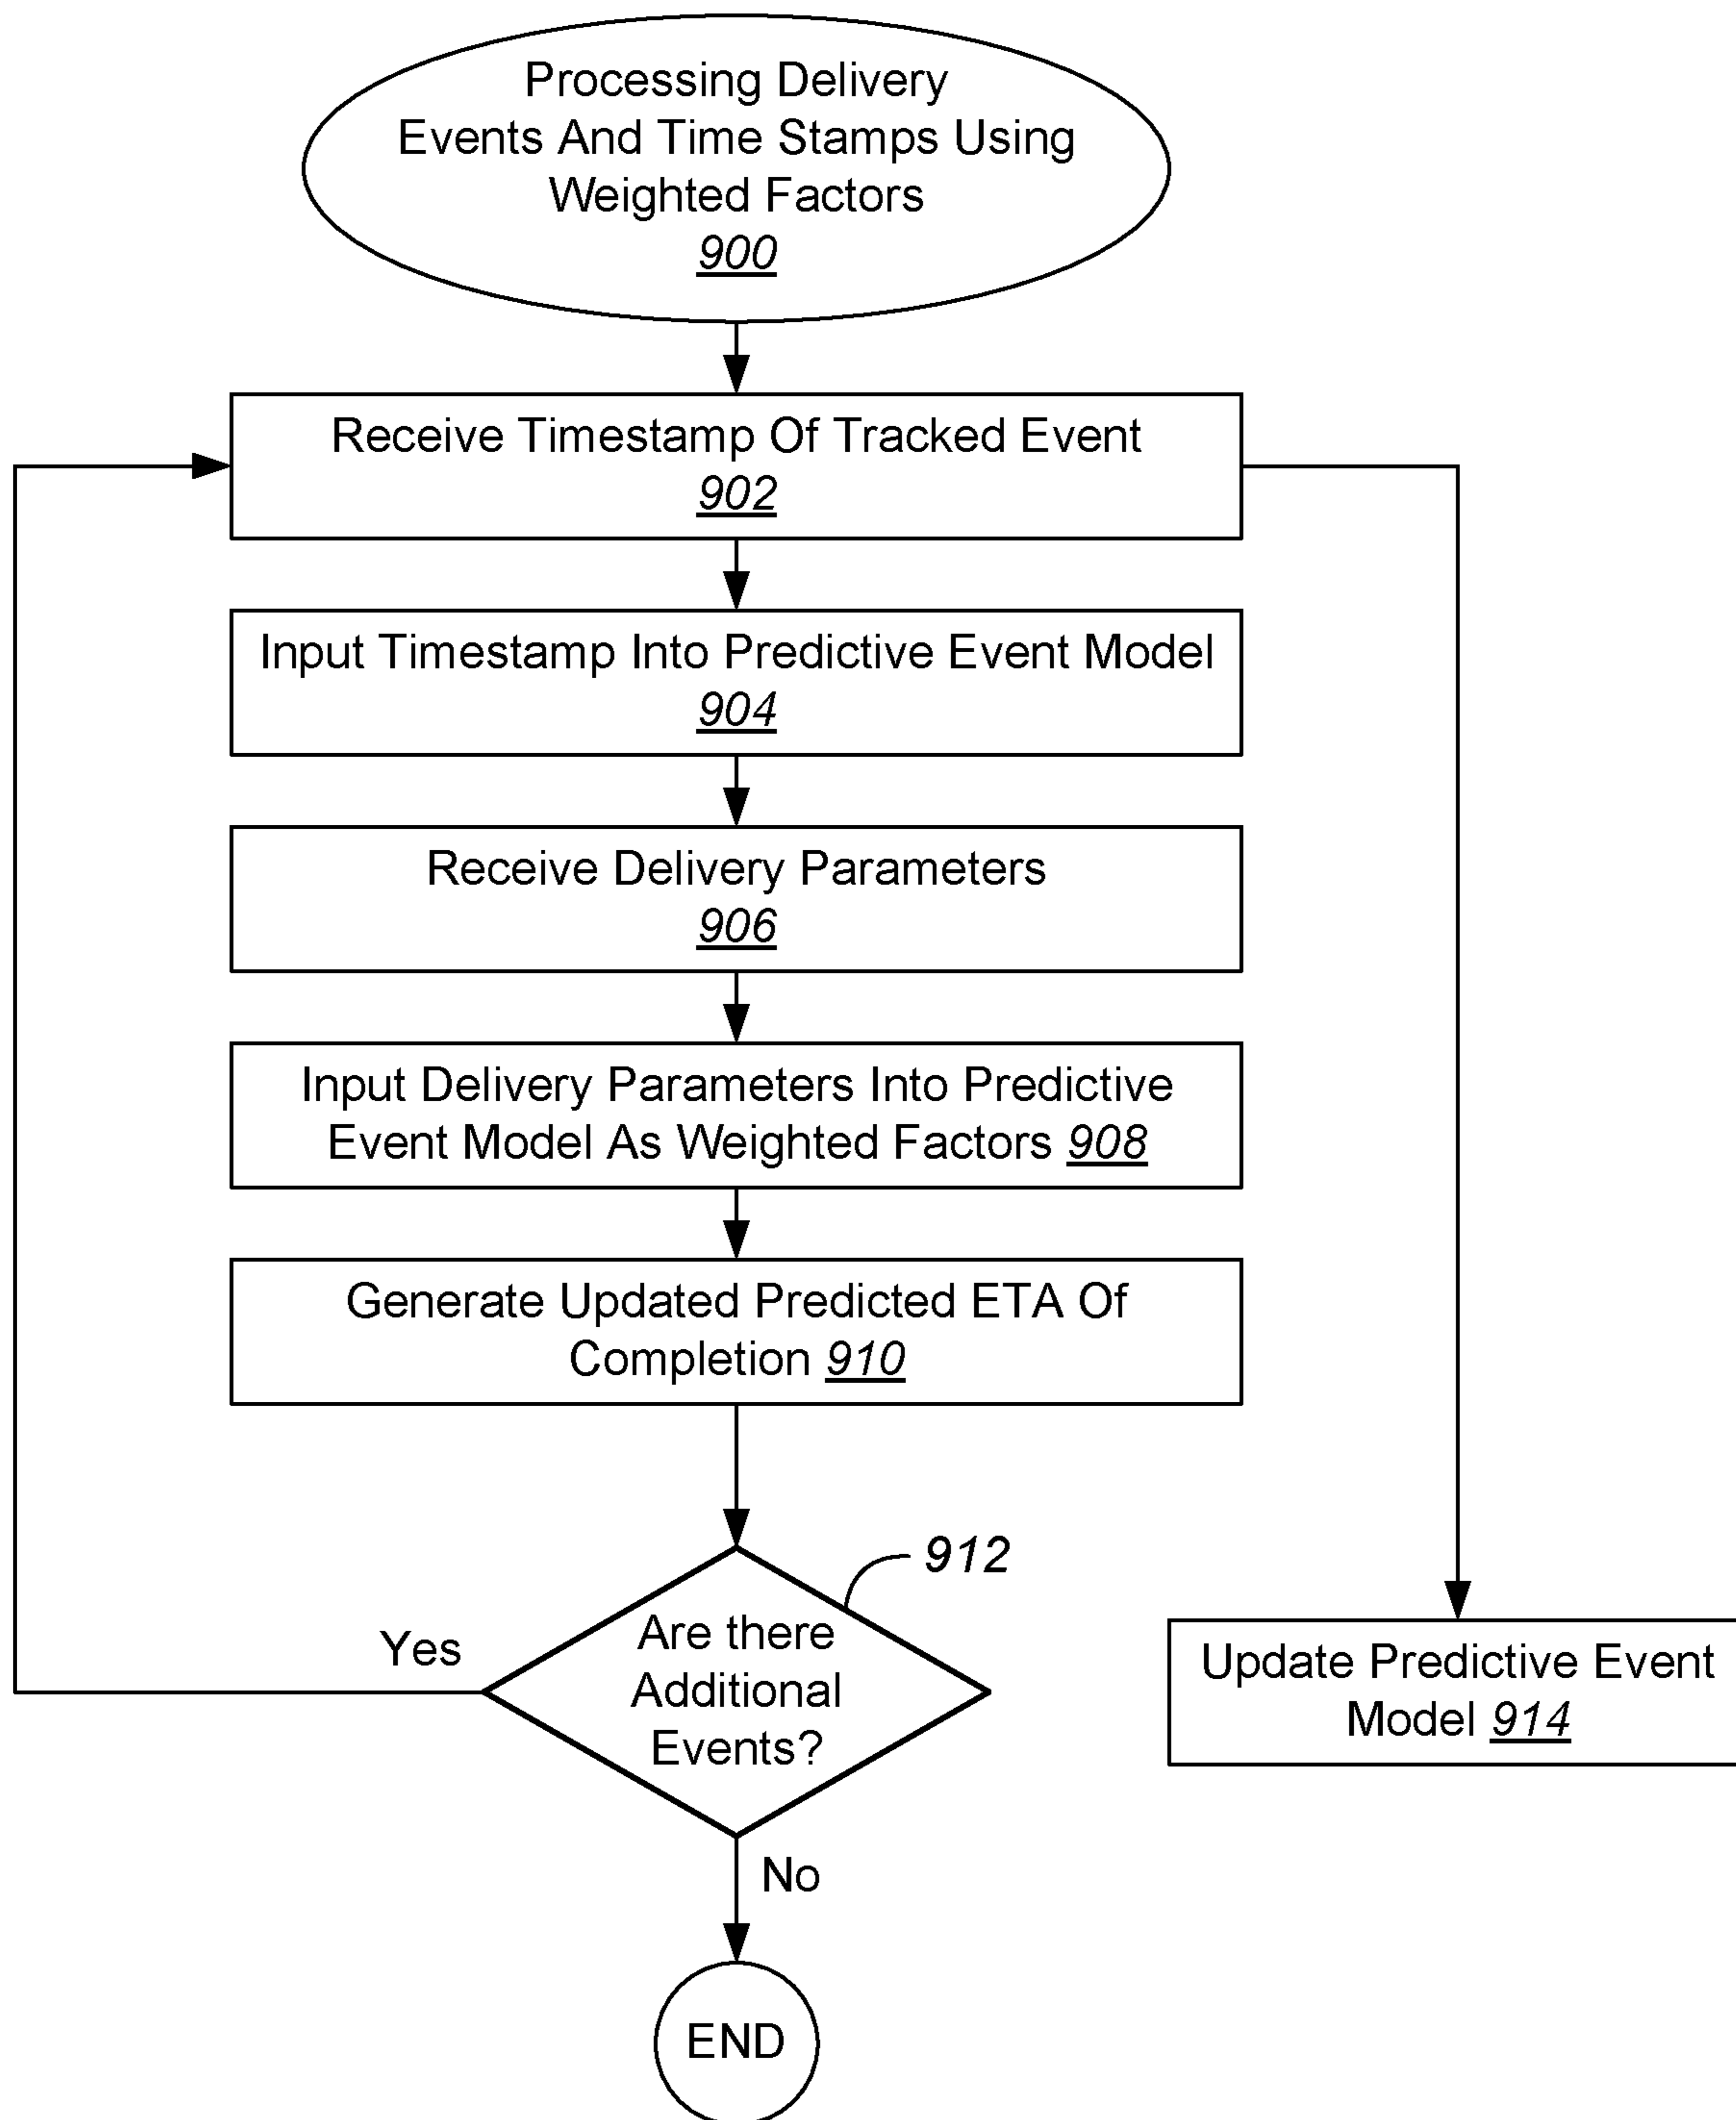 Processing Delivery
Events And Time Stamps Using
Weighted Factors
900
Receive Timestamp Of Tracked Event
902
Input Timestamp Into Predictive Event Model
904
Receive Delivery Parameters
906
Input Delivery Parameters Into Predictive
Event Model As Weighted Factors 908
Generate Updated Predicted ETA Of
Completion 910
912
Are there
Additional
Events?
Yes
No
Update Predictive Event
Model 914
END